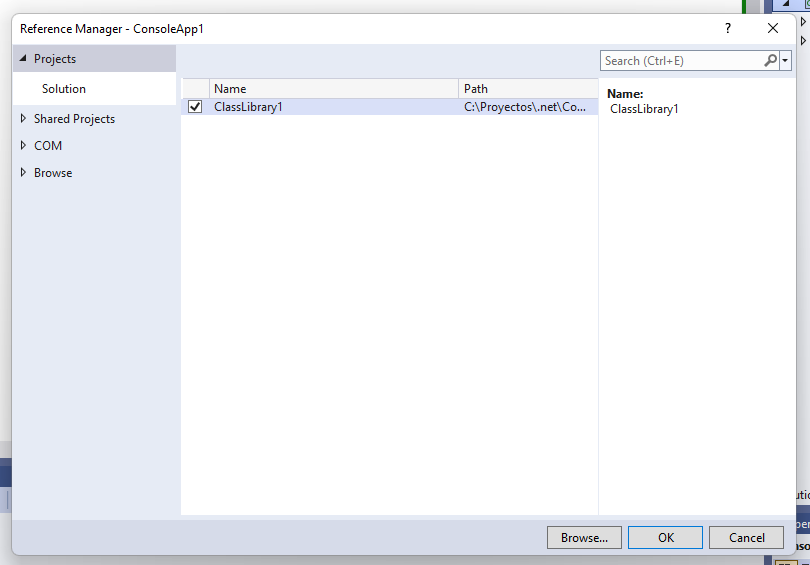 Reference Manager - ConsoleApp1
?
Projects
Search (Ctrl+E)
Solution
Name Path
Name:
ClassLibrary1 C:\Proyectos\.net\Co...
ClassLibrary1
Shared Projects
COM
Browse
Browse... OK Cancel